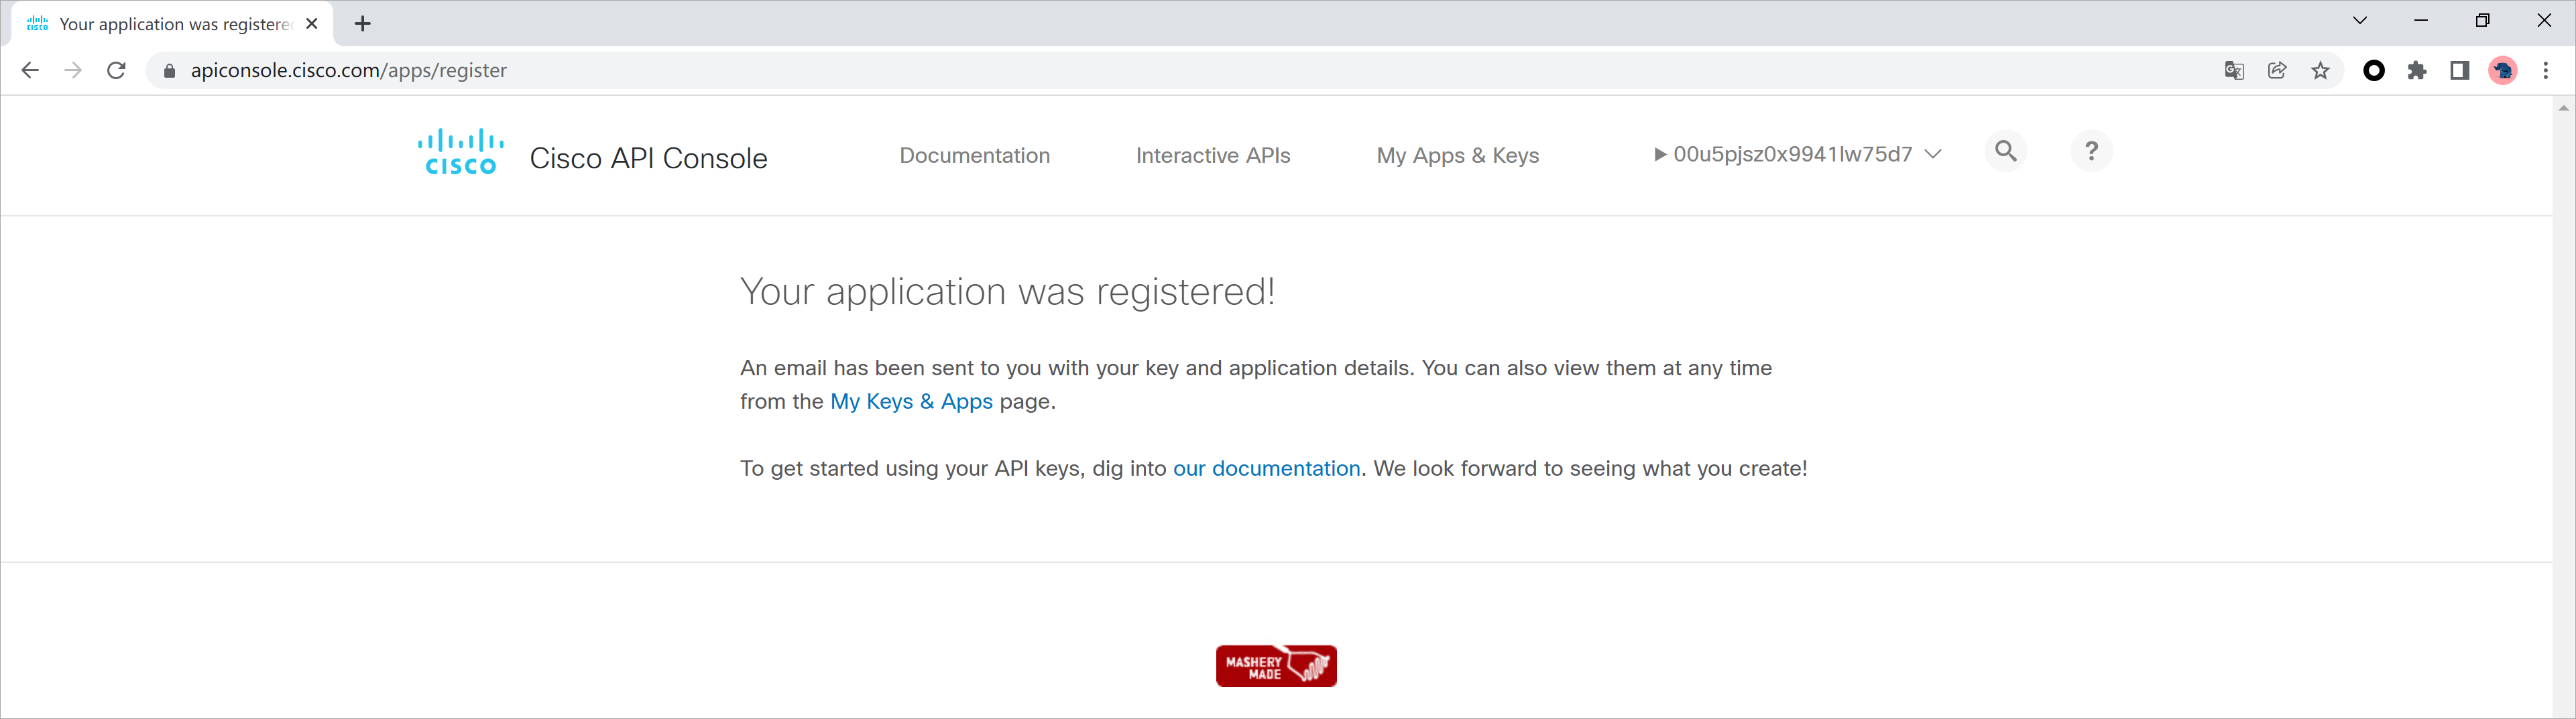 Your application was registered
apiconsole.cisco.com/apps/register
CISCO
Cisco API Console
Documentation
Interactive APIs
My Apps & Keys
00u5pjsz0x9941lw75d7
?
Your application was registered!
An email has been sent to you with your key and application details. You can also view them at any time
from the My Keys & Apps page.
To get started using your API keys, dig into our documentation. We look forward to seeing what you create!
MASHERY
MADE